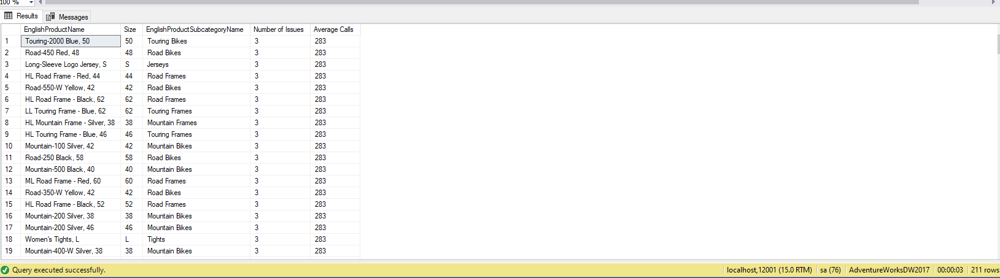 100 %
Results Messages
EnglishProductName Size EnglishProductSubcategoryName Number of Issues Average Calls
1 Touring-2000 Blue, 50 50 Touring Bikes 3 283
2 Road-450 Red, 48 48 Road Bikes 3 283
3 Long-Sleeve Logo Jersey, S S Jerseys 3 283
4 HL Road Frame - Red, 44 44 Road Frames 3 283
5 Road-550-W Yellow, 42 42 Road Bikes 3 283
6 HL Road Frame - Black, 62 62 Road Frames 3 283
7 LL Touring Frame - Blue, 62 62 Touring Frames 3 283
8 HL Mountain Frame - Silver, 38 38 Mountain Frames 3 283
9 HL Touring Frame - Blue, 46 46 Touring Frames 3 283
10 Mountain-100 Silver, 42 42 Mountain Bikes 3 283
11 Road-250 Black, 58 58 Road Bikes 3 283
12 Mountain-500 Black, 40 40 Mountain Bikes 3 283
13 ML Road Frame - Red, 60 60 Road Frames 3 283
14 Road-350-W Yellow, 42 42 Road Bikes 3 283
15 HL Road Frame - Black, 52 52 Road Frames 3 283
16 Mountain-200 Silver, 38 38 Mountain Bikes 3 283
17 Mountain-200 Silver, 46 46 Mountain Bikes 3 283
18 Women's Tights, L L Tights 3 283
19 Mountain-400-W Silver, 38 38 Mountain Bikes 3 283
Query executed successfully. localhost,12001 (15.0 RTM) sa (76) AdventureWorksDW2017 00:00:03 211 rows